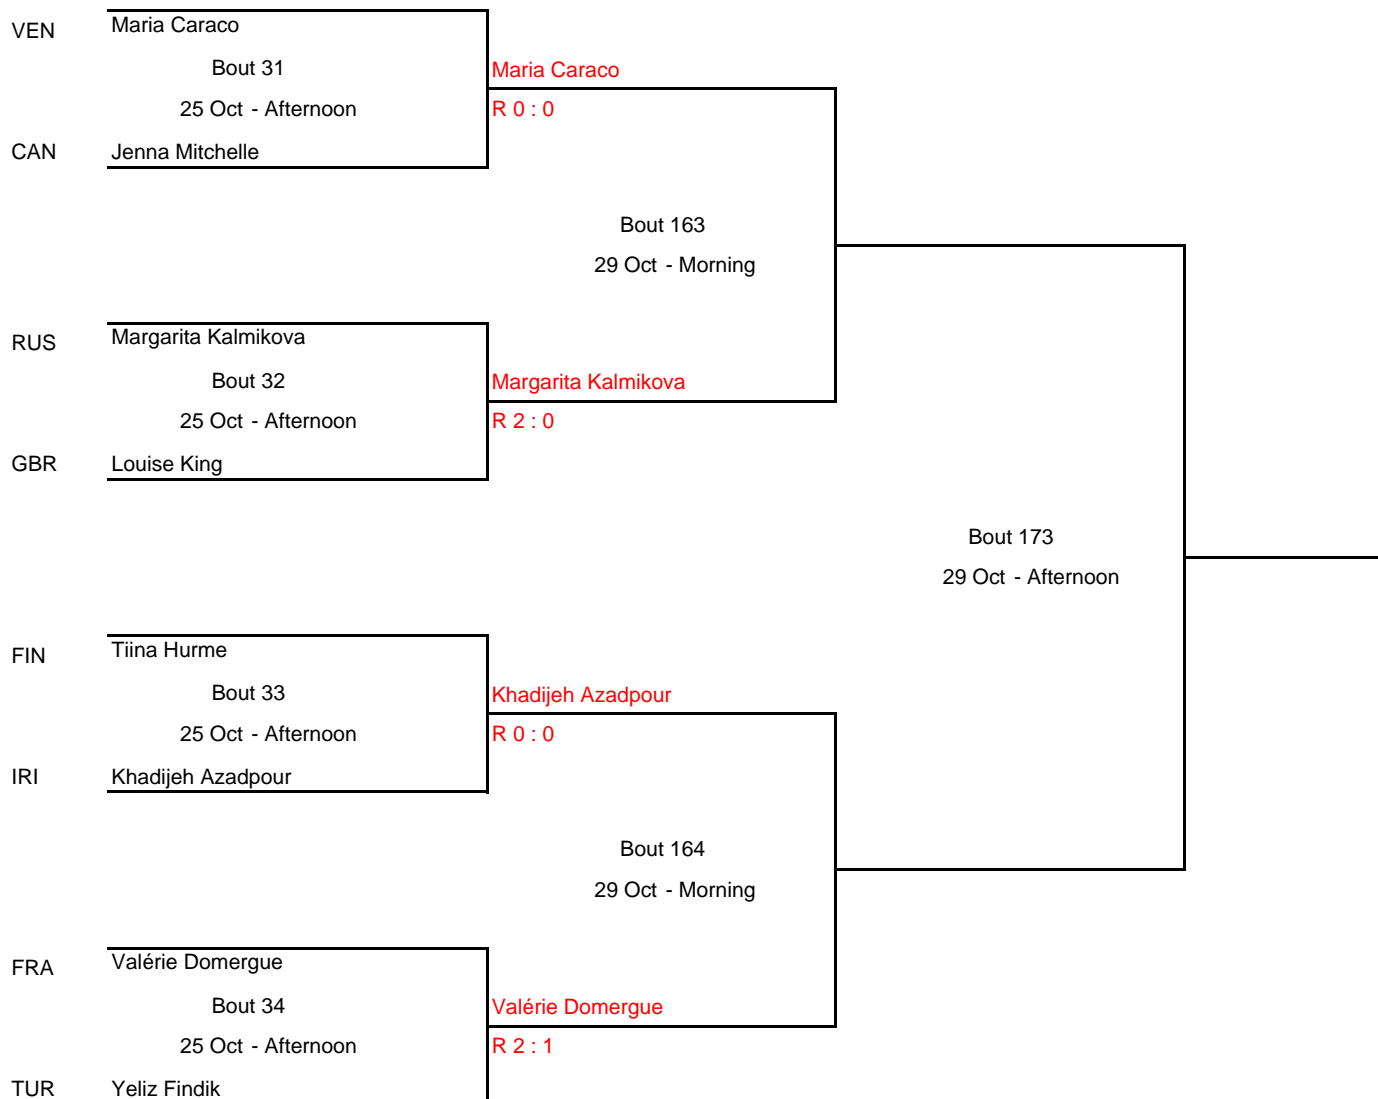 VEN Maria Caraco
Bout 31
Maria Caraco
25 Oct - Afternoon
R 0 : 0
CAN Jenna Mitchelle
Bout 163
29 Oct - Morning
RUS Margarita Kalmikova
Bout 32
Margarita Kalmikova
25 Oct - Afternoon
R 2 : 0
GBR Louise King
Bout 173
29 Oct - Afternoon
FIN Tiina Hurme
Bout 33
Khadijeh Azadpour
25 Oct - Afternoon
R 0 : 0
IRI Khadijeh Azadpour
Bout 164
29 Oct - Morning
FRA Valérie Domergue
Bout 34
Valérie Domergue
25 Oct - Afternoon
R 2 : 1
TUR Yeliz Findik